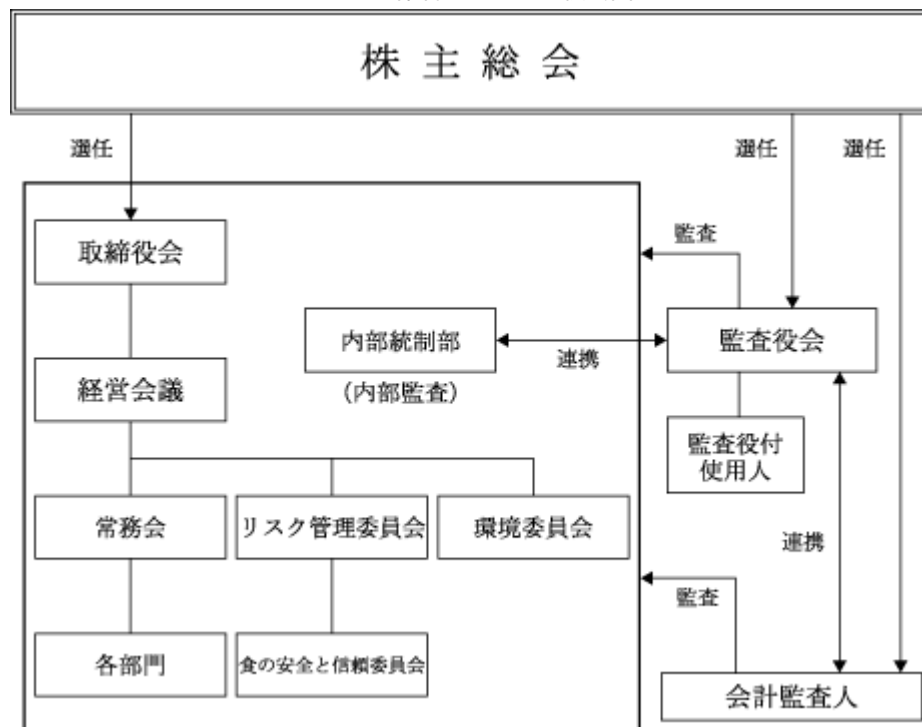 株主総会
選任
選任
選任
取締役会
監査
内部統制部
(内部監査)
連携
監査役会
経営会議
監査役付
使用人
常務会
リスク管理委員会
環境委員会
連携
監査
各部門
食の安全と信頼委員会
会計監査人